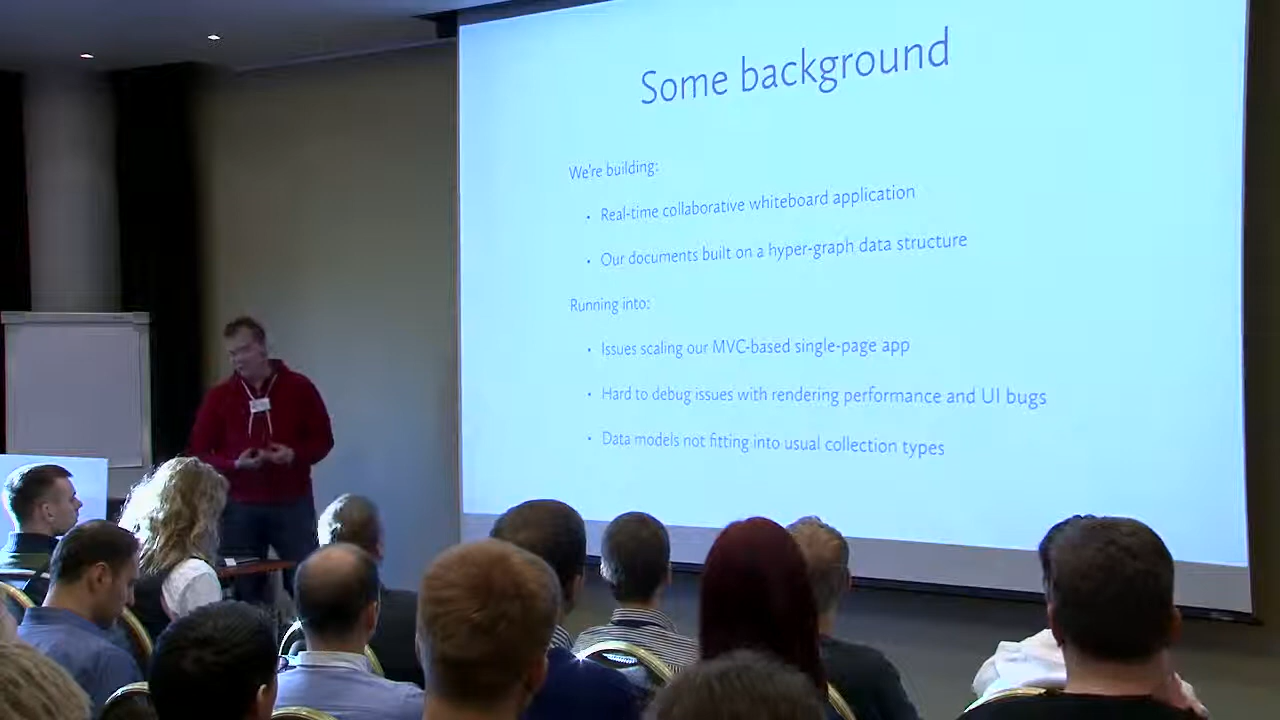 Some background
We're building:
• Real-time collaborative whiteboard application
• Our documents built on a hyper-graph data structure
Running into:
• Issues scaling our MVC-based single-page app
• Hard to debug issues with rendering performance and UI bugs
• Data models not fitting into usual collection types